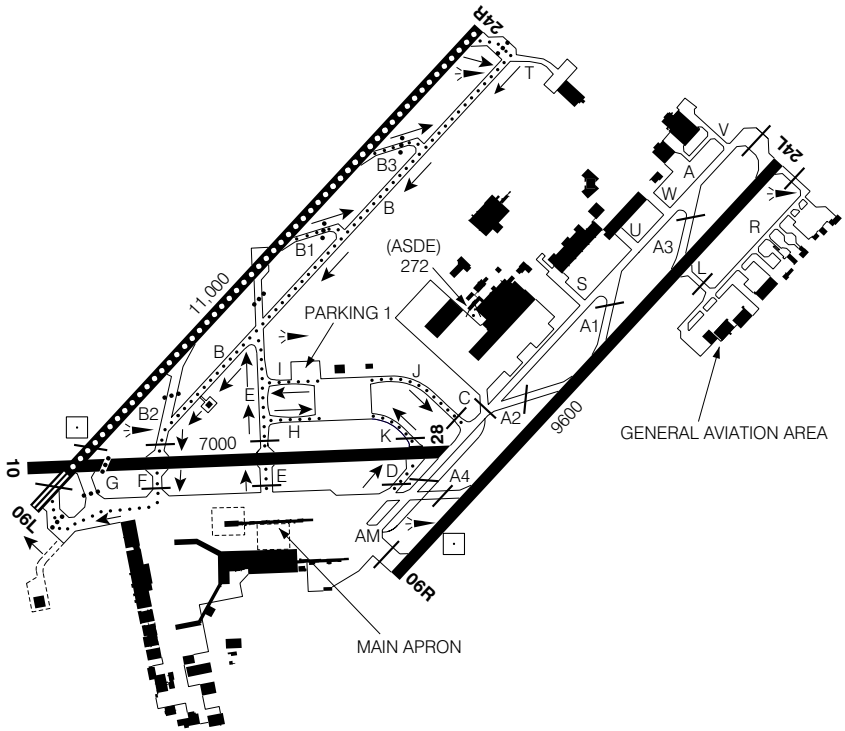 24R
T
V
24L
A
B3
W
B
R
U
A3
(ASDE)
272
B1
S
L
11,000
PARKING 1
A1
I
B
J
E
C
A2
9600
B2
H
K
28
GENERAL AVIATION AREA
7000
10
G
F
E
D
A4
06L
AM
06R
MAIN APRON